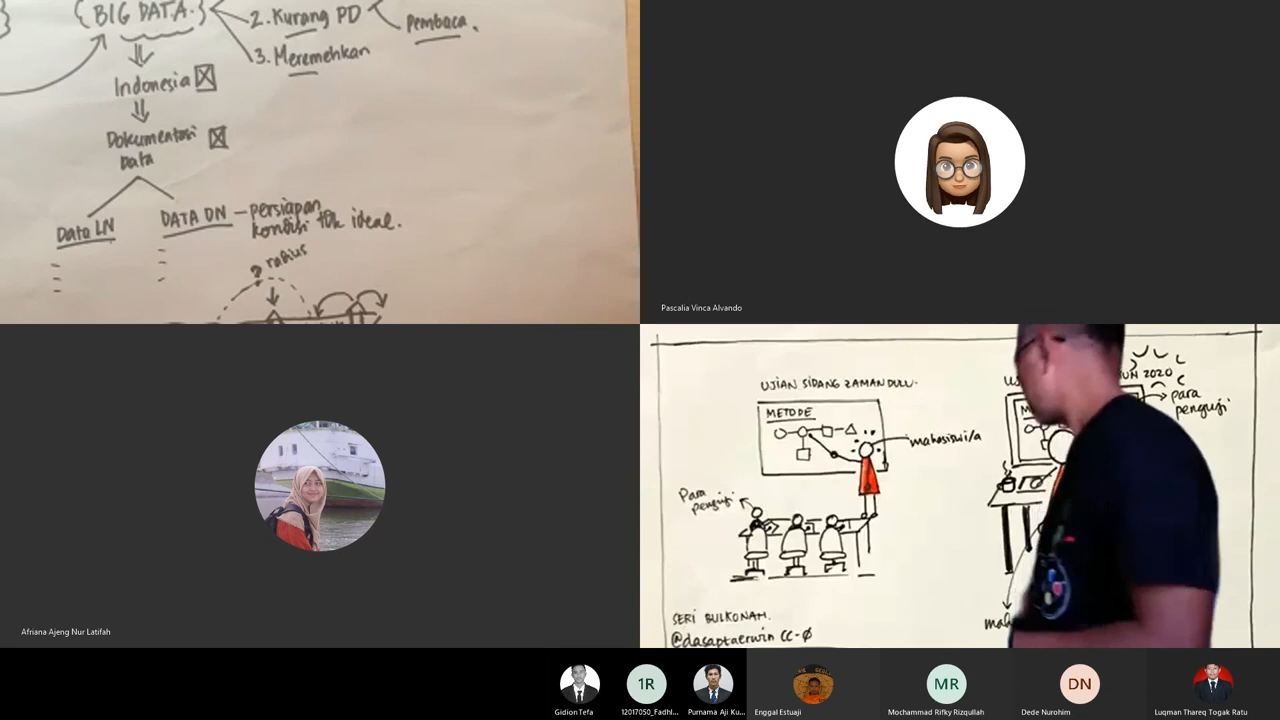 {BIG DATA.}
2. Kurang PD
Pembaca.
3. Meremehkan
Indonesia
Dokumentasi
Data
Data LN
DATA DN - persiapan
kondisi tdk ideal.
radius
Pascalia Vinca Alvando
Afriana Ajeng Nur Latifah
UJIAN SIDANG ZAMAN DULU.
METODE
mahasiswi/a
Para
penguji
2020
para
penguji
SERI BULKONAH.
@dasaptaerwin CC-0
Gidion Tefa
1R
12017050_Fadhl...
Purnama Aji Ku...
Enggal Estuaji
MR
Mochammad Rifky Rizqullah
DN
Dede Nurohim
Luqman Thareq Togak Ratu